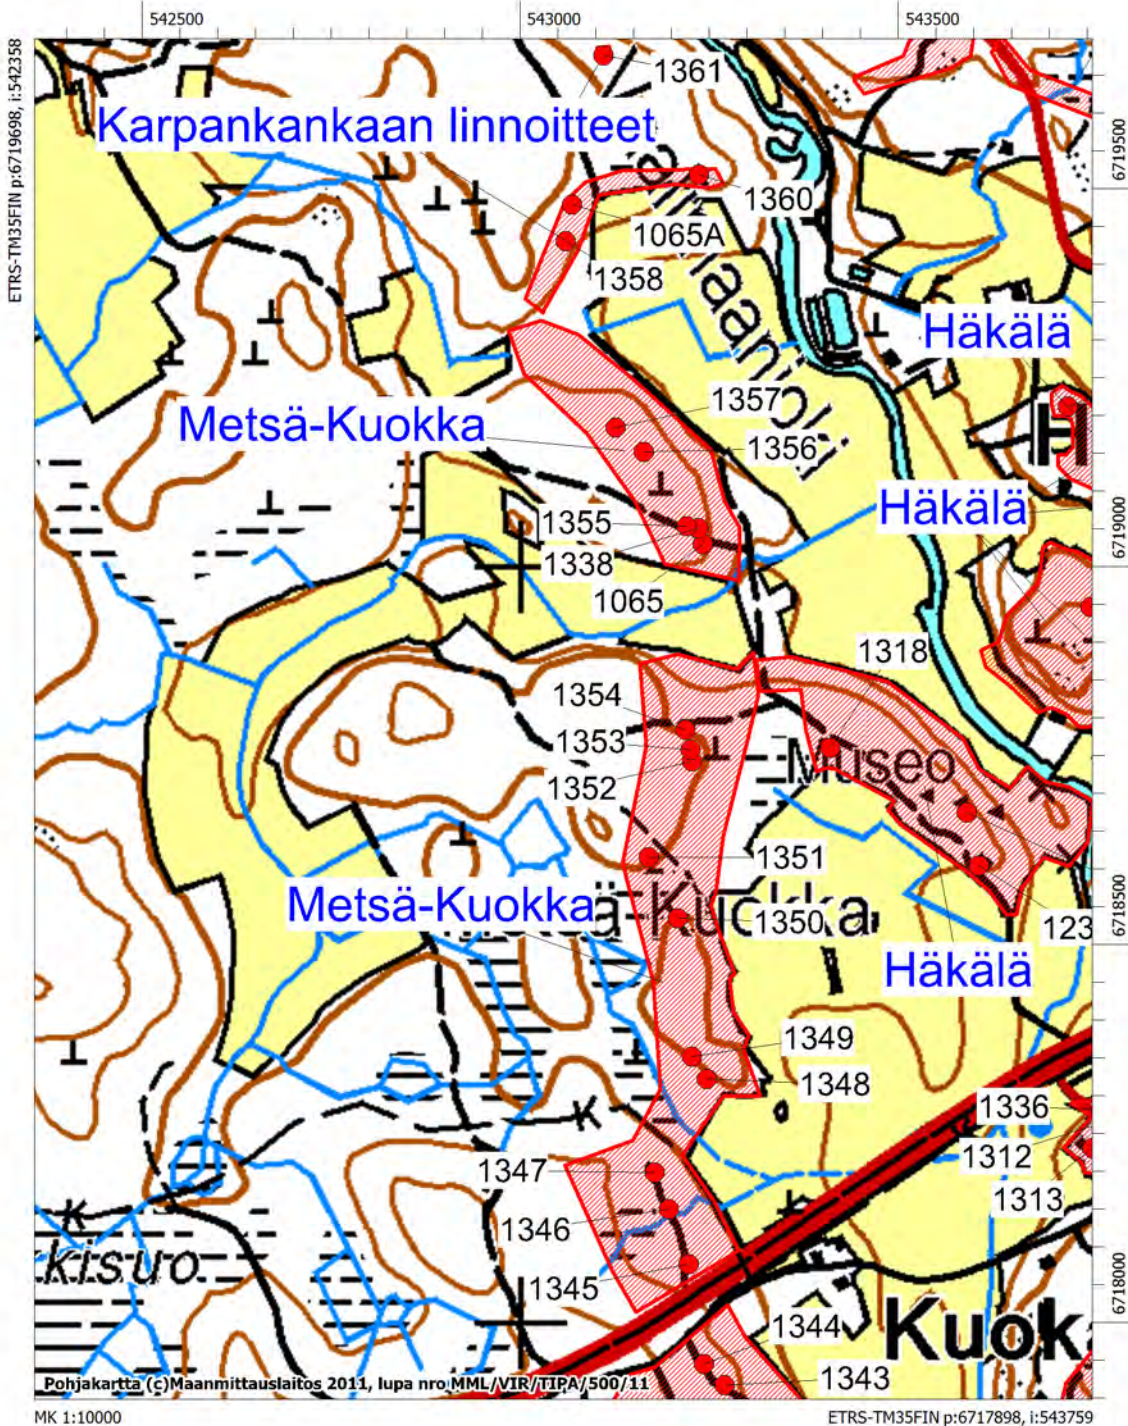 542500
543000
543500
ETRS-TM35FIN p:6719698, i:542358
1361
Karpankankaan linnoitteet
6719500
1360
1065A
1358
Häkälä
1357
Metsä-Kuokka
1356
H
Häkälä
1355
6719000
1338
1065
1318
1354
1353
Museo
1352
1351
Metsä-Kuokka
ä Kuokka
1350
6718500
123
Häkälä
1349
1348
1336
1312
1347
1313
1346
kisuo
1345
6718000
1344
Kuok
1343
Pohjakartta (c)Maanmittauslaitos 2011, lupa nro MML/VIR/TIPA/500/11
MK 1:10000
ETRS-TM35FIN p:6717898, i:543759